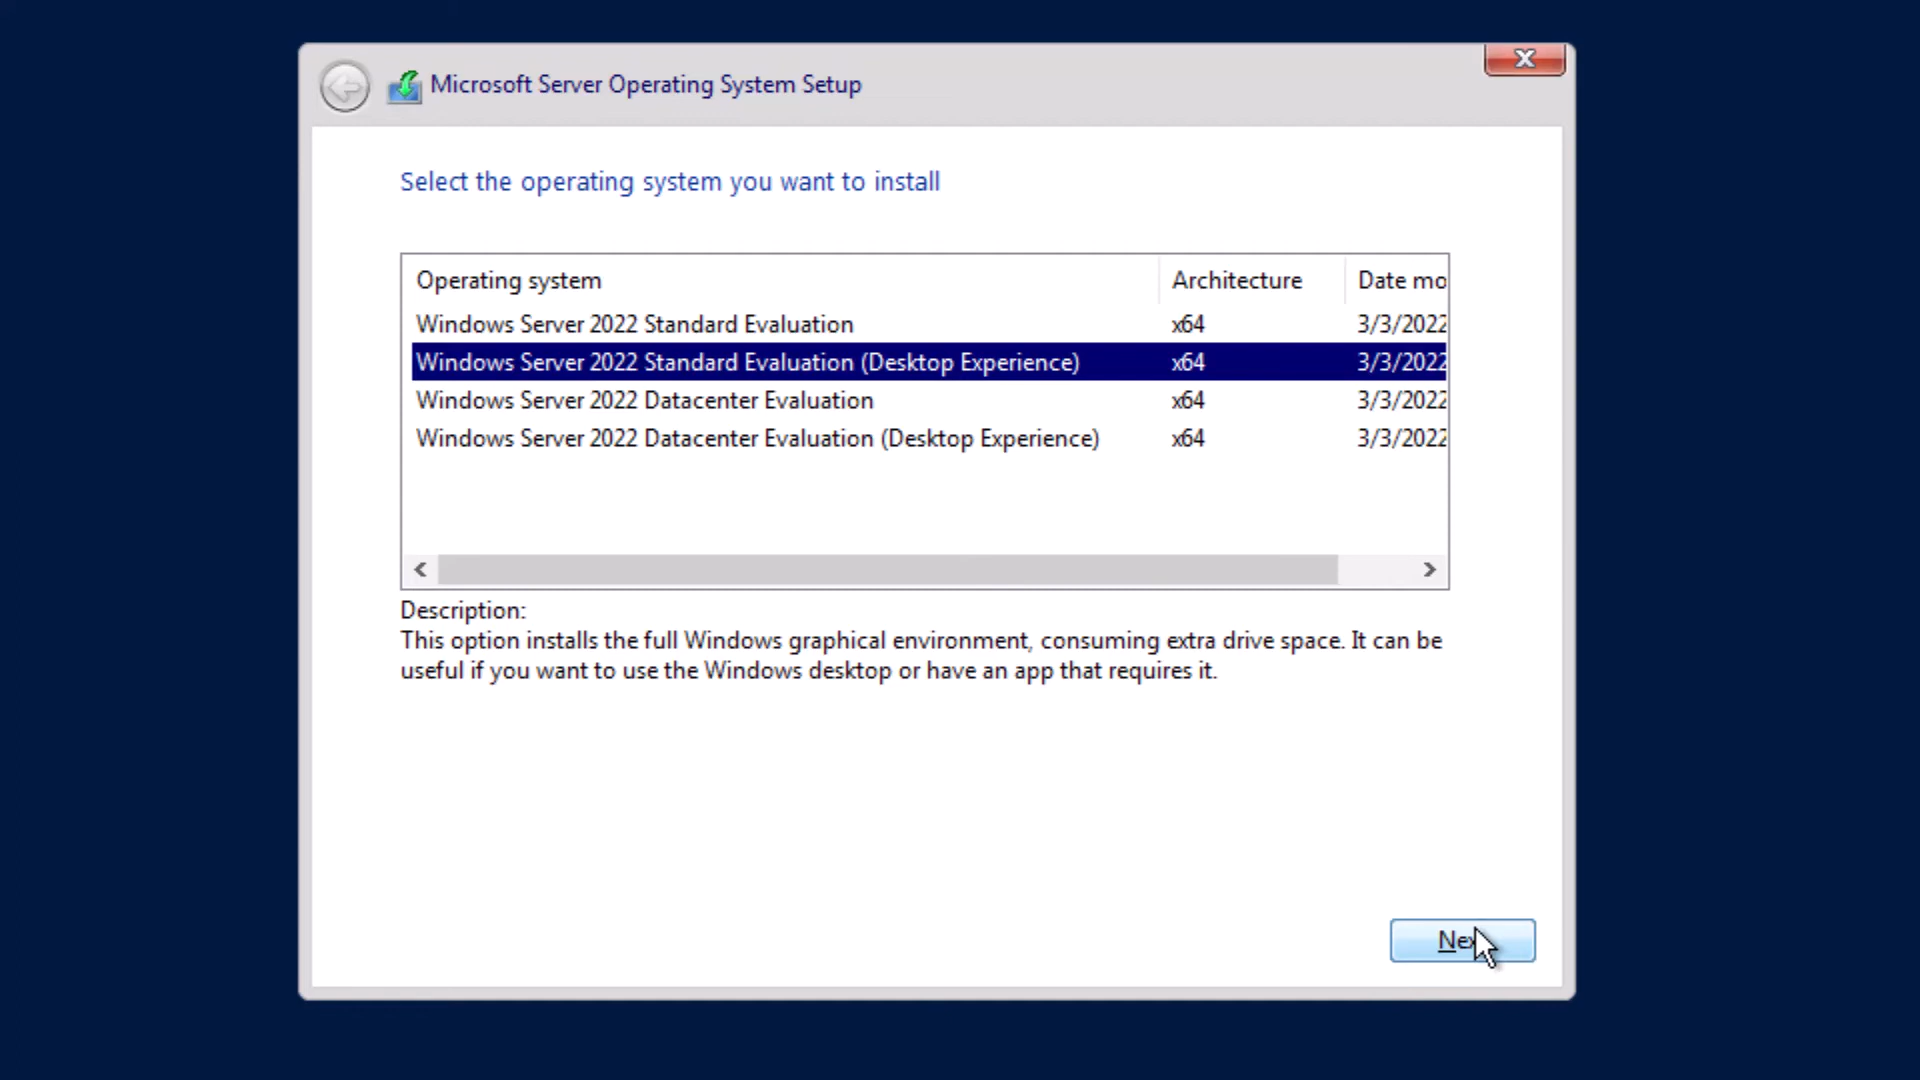 Microsoft Server Operating System Setup
Select the operating system you want to install
Operating system Architecture Date mo
Windows Server 2022 Standard Evaluation x64 3/3/2022
Windows Server 2022 Standard Evaluation (Desktop Experience) x64 3/3/2022
Windows Server 2022 Datacenter Evaluation x64 3/3/2022
Windows Server 2022 Datacenter Evaluation (Desktop Experience) x64 3/3/2022
Description:
This option installs the full Windows graphical environment, consuming extra drive space. It can be
useful if you want to use the Windows desktop or have an app that requires it.
Nex